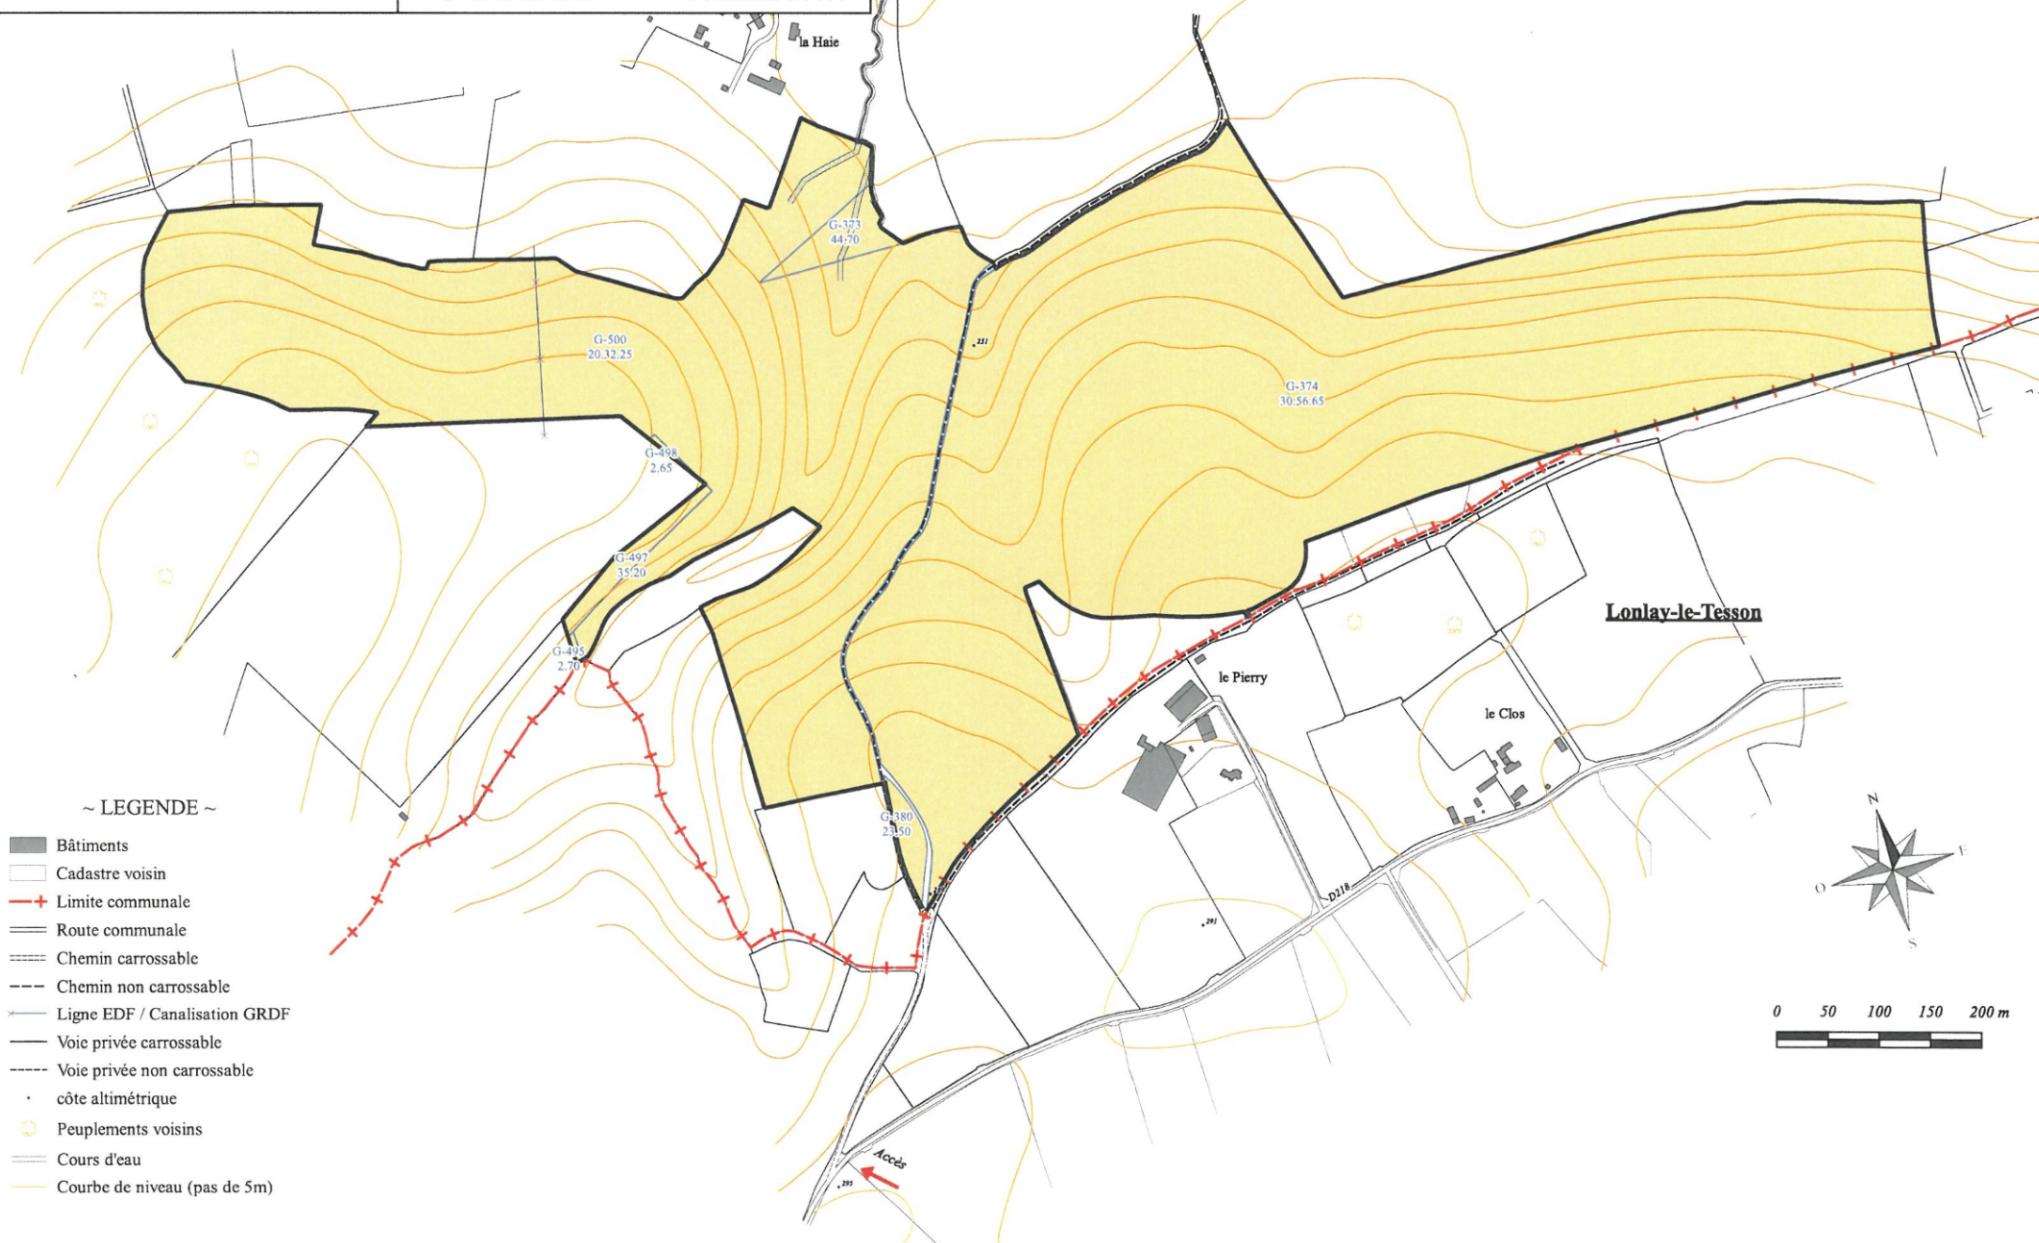 la Haie
G-373
44.70
251
G-500
20.32.25
G-374
30.56.65
G-498
2.65
G-497
35.20
G-495
2.70
Lonlay-le-Tesson
le Pierry
le Clos
G-380
23.50
D218
291
N
E
O
S
0 50 100 150 200 m
Accès
295
~ LEGENDE ~
Bâtiments
Cadastre voisin
Limite communale
Route communale
Chemin carrossable
Chemin non carrossable
Ligne EDF / Canalisation GRDF
Voie privée carrossable
Voie privée non carrossable
côte altimétrique
Peuplements voisins
Cours d'eau
Courbe de niveau (pas de 5m)